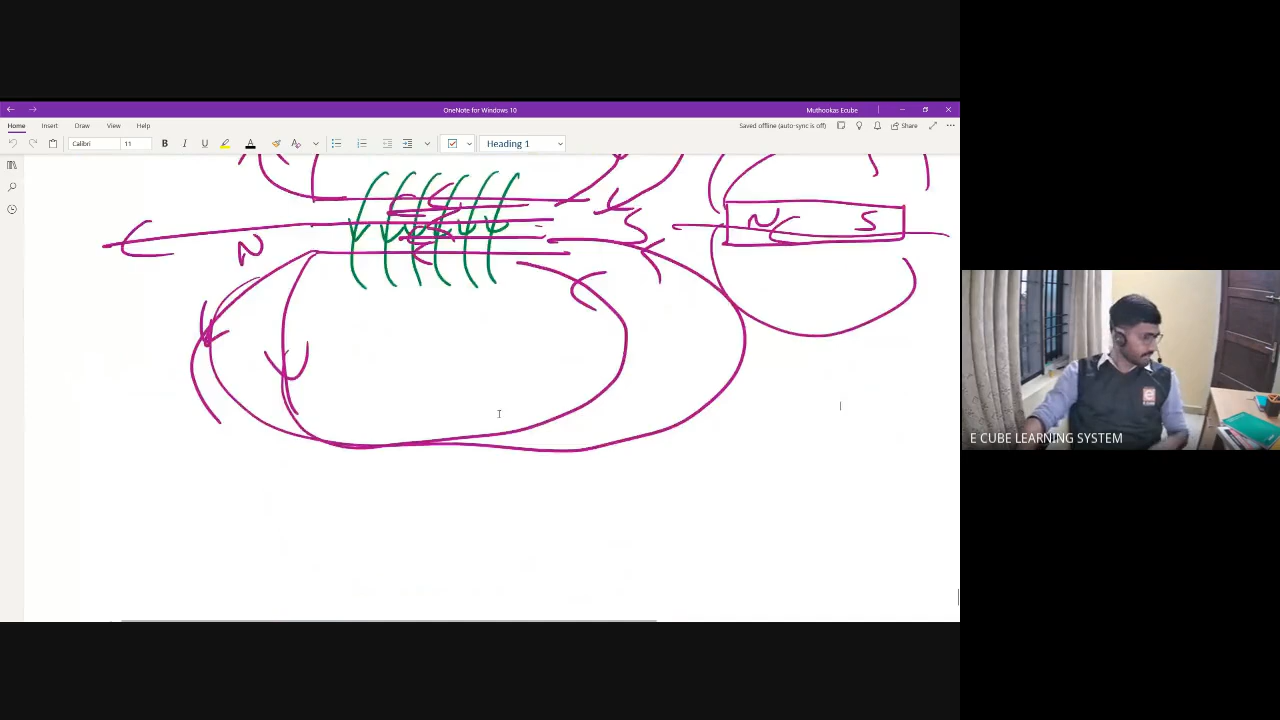 OneNote for Windows 10
Muthookas Ecube
Home Insert Draw View Help
Saved offline (auto-sync is off)
Share
Calibri 11 B I U A Heading 1
N S N S
E CUBE LEARNING SYSTEM